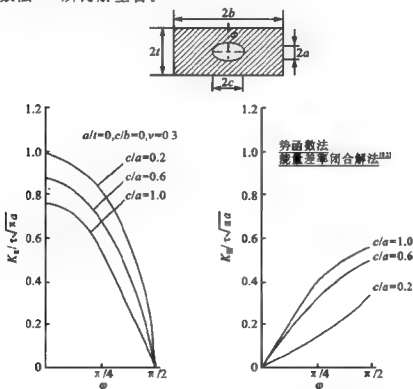 2b
φ
2t
2a
2c
1.2
1.0
0.8
0.6
0.4
0.2
0
K_Ⅱ/τ√πa
a/t=0,c/b=0,ν=0 3
c/a=0.2
c/a=0.6
c/a=1.0
π/4
π/2
φ
1.2
1.0
0.8
0.6
0.4
0.2
0
势函数法
能量差率闭合解法
c/a=1.0
c/a=0.6
c/a=0.2
π/4
π/2
φ